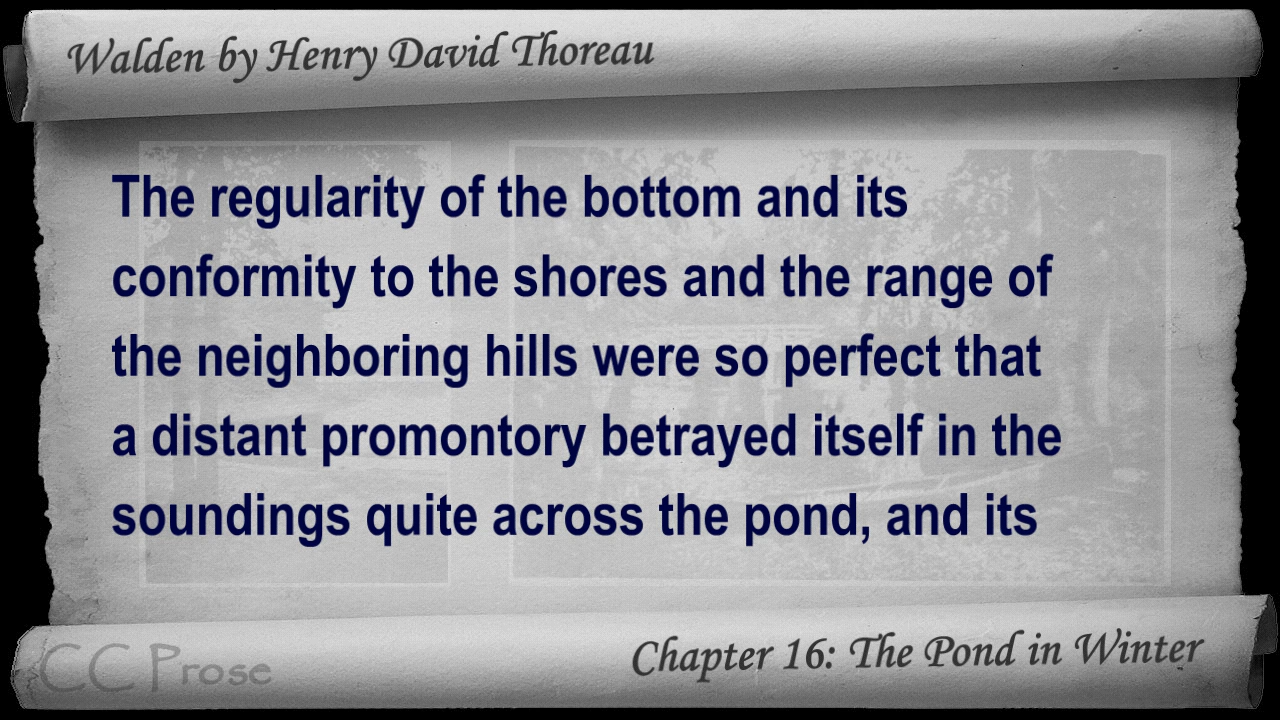 Walden by Henry David Thoreau
The regularity of the bottom and its
conformity to the shores and the range of
the neighboring hills were so perfect that
a distant promontory betrayed itself in the
soundings quite across the pond, and its
CC Prose
Chapter 16: The Pond in Winter